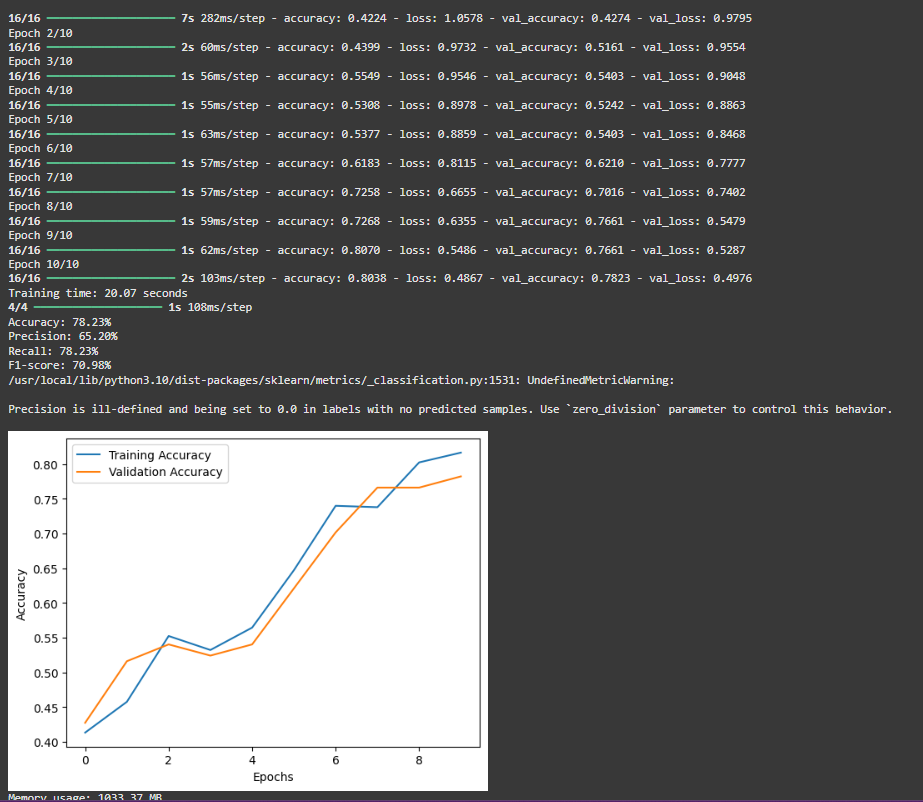 16/16 7s 282ms/step - accuracy: 0.4224 - loss: 1.0578 - val_accuracy: 0.4274 - val_loss: 0.9795
Epoch 2/10
16/16 2s 60ms/step - accuracy: 0.4399 - loss: 0.9732 - val_accuracy: 0.5161 - val_loss: 0.9554
Epoch 3/10
16/16 1s 56ms/step - accuracy: 0.5549 - loss: 0.9546 - val_accuracy: 0.5403 - val_loss: 0.9048
Epoch 4/10
16/16 1s 55ms/step - accuracy: 0.5308 - loss: 0.8978 - val_accuracy: 0.5242 - val_loss: 0.8863
Epoch 5/10
16/16 1s 63ms/step - accuracy: 0.5377 - loss: 0.8859 - val_accuracy: 0.5403 - val_loss: 0.8468
Epoch 6/10
16/16 1s 57ms/step - accuracy: 0.6183 - loss: 0.8115 - val_accuracy: 0.6210 - val_loss: 0.7777
Epoch 7/10
16/16 1s 57ms/step - accuracy: 0.7258 - loss: 0.6655 - val_accuracy: 0.7016 - val_loss: 0.7402
Epoch 8/10
16/16 1s 59ms/step - accuracy: 0.7268 - loss: 0.6355 - val_accuracy: 0.7661 - val_loss: 0.5479
Epoch 9/10
16/16 1s 62ms/step - accuracy: 0.8070 - loss: 0.5486 - val_accuracy: 0.7661 - val_loss: 0.5287
Epoch 10/10
16/16 2s 103ms/step - accuracy: 0.8038 - loss: 0.4867 - val_accuracy: 0.7823 - val_loss: 0.4976
Training time: 20.07 seconds
4/4 1s 108ms/step
Accuracy: 78.23%
Precision: 65.20%
Recall: 78.23%
F1-score: 70.98%
/usr/local/lib/python3.10/dist-packages/sklearn/metrics/_classification.py:1531: UndefinedMetricWarning:
Precision is ill-defined and being set to 0.0 in labels with no predicted samples. Use `zero_division` parameter to control this behavior.
Training Accuracy
Validation Accuracy
0.80
0.75
0.70
0.65
0.60
0.55
0.50
0.45
0.40
Accuracy
0 2 4 6 8
Epochs
Memory usage: 1033.37 MB